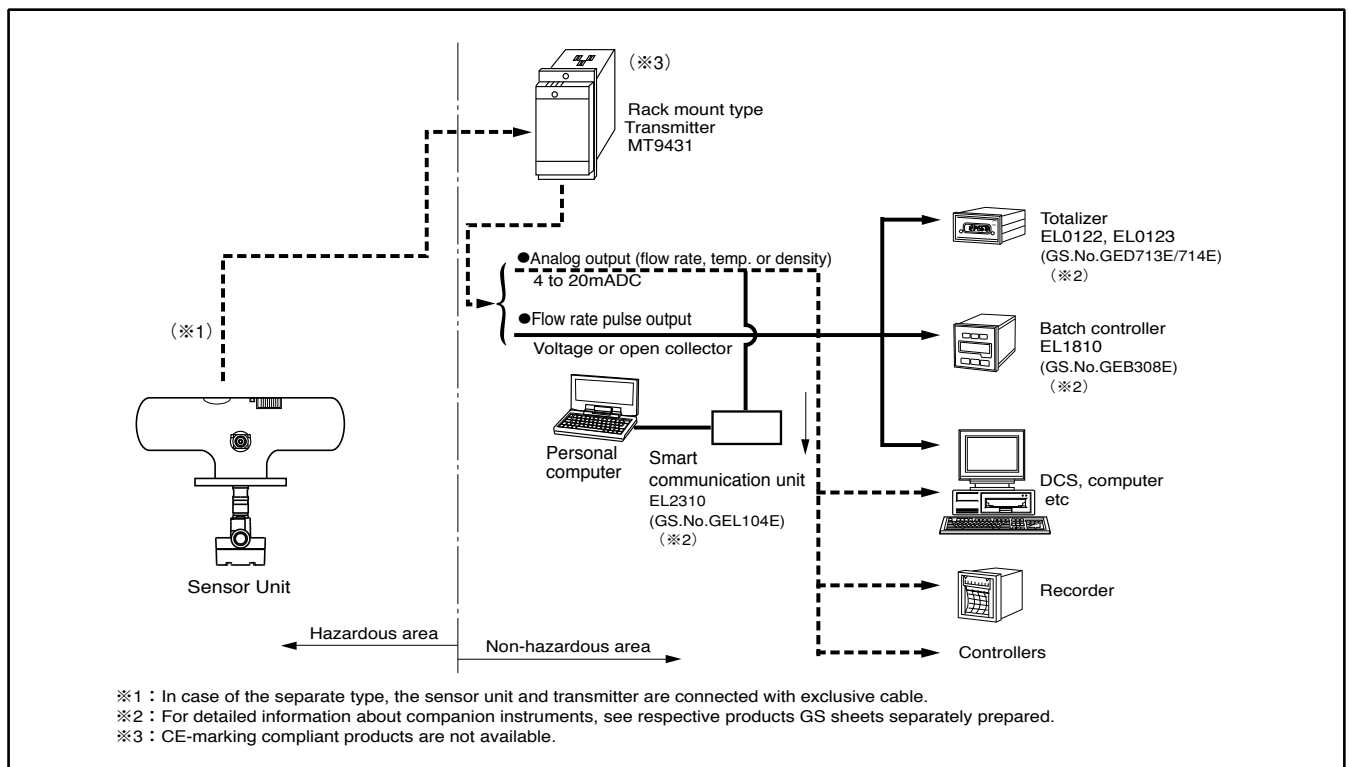 (※3)
Rack mount type
Transmitter
MT9431
Totalizer
EL0122, EL0123
(GS.No.GED713E/714E)
(※2)
●Analog output (flow rate, temp. or density)
4 to 20mADC
(※1)
●Flow rate pulse output
Voltage or open collector
Batch controller
EL1810
(GS.No.GEB308E)
(※2)
Personal
computer
Smart
communication unit
EL2310
(GS.No.GEL104E)
(※2)
DCS, computer
etc
Sensor Unit
Recorder
Hazardous area
Non-hazardous area
Controllers
※1：In case of the separate type, the sensor unit and transmitter are connected with exclusive cable.
※2：For detailed information about companion instruments, see respective products GS sheets separately prepared.
※3：CE-marking compliant products are not available.